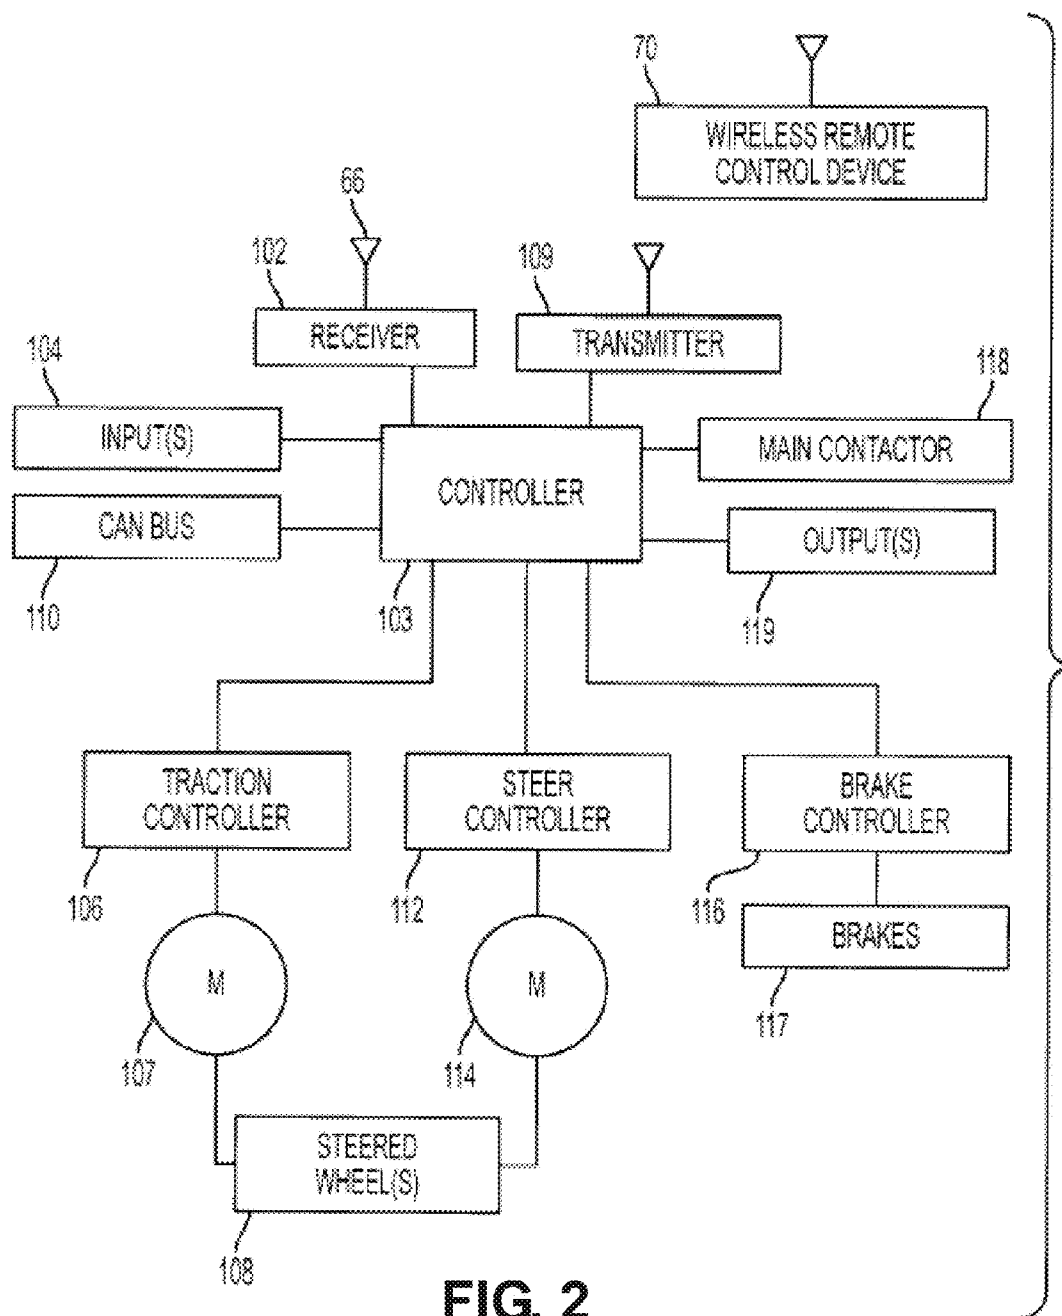 70
WIRELESS REMOTE
CONTROL DEVICE
66
102
109
RECEIVER
TRANSMITTER
104
118
INPUT(S)
MAIN CONTACTOR
CONTROLLER
CAN BUS
OUTPUT(S)
110
103
119
TRACTION
CONTROLLER
STEER
CONTROLLER
BRAKE
CONTROLLER
106
112
116
BRAKES
M
M
117
107
114
STEERED
WHEEL(S)
108
FIG. 2